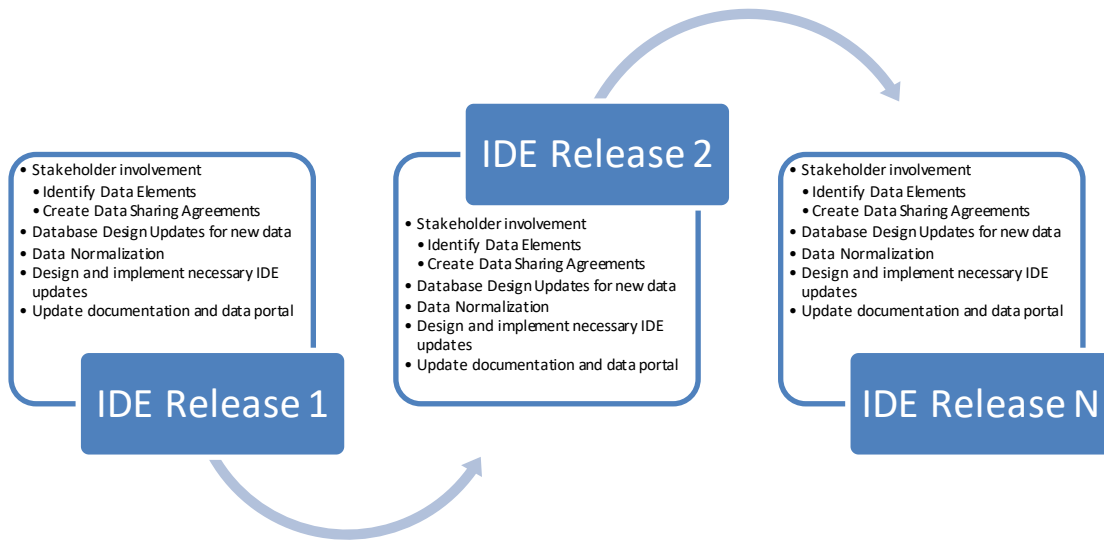 • Stakeholder involvement
• Identify Data Elements
• Create Data Sharing Agreements
• Database Design Updates for new data
• Data Normalization
• Design and implement necessary IDE
updates
• Update documentation and data portal
IDE Release 1
IDE Release 2
• Stakeholder involvement
• Identify Data Elements
• Create Data Sharing Agreements
• Database Design Updates for new data
• Data Normalization
• Design and implement necessary IDE
updates
• Update documentation and data portal
• Stakeholder involvement
• Identify Data Elements
• Create Data Sharing Agreements
• Database Design Updates for new data
• Data Normalization
• Design and implement necessary IDE
updates
• Update documentation and data portal
IDE Release N